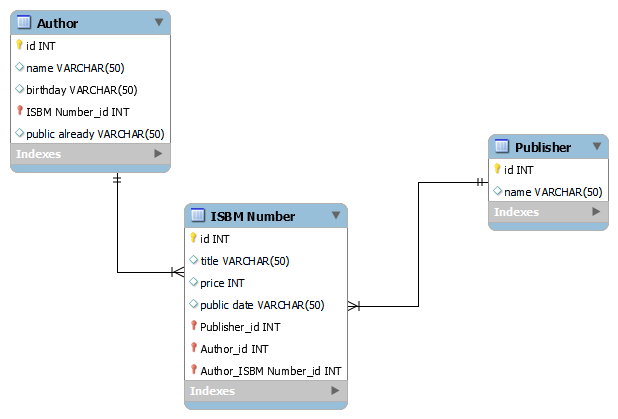 Author
id INT
name VARCHAR(50)
birthday VARCHAR(50)
ISBM Number_id INT
public already VARCHAR(50)
Indexes
Publisher
id INT
name VARCHAR(50)
Indexes
ISBM Number
id INT
title VARCHAR(50)
price INT
public date VARCHAR(50)
Publisher_id INT
Author_id INT
Author_ISBM Number_id INT
Indexes